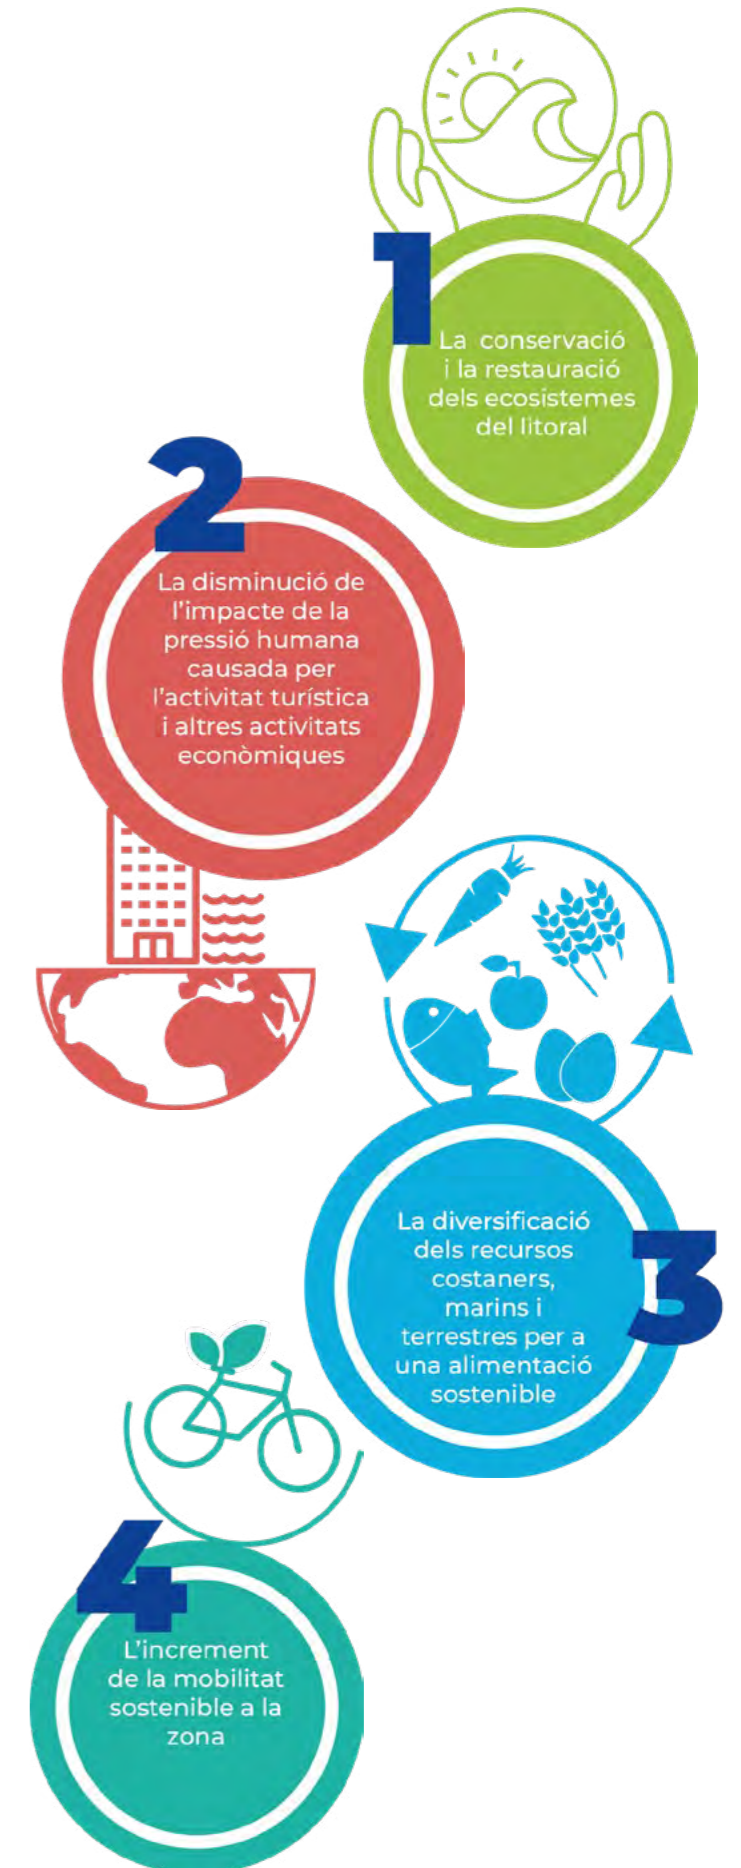 1
La conservació
i la restauració
dels ecosistemes
del litoral
2
La disminució de
l'impacte de la
pressió humana
causada per
l'activitat turística
i altres activitats
econòmiques
3
La diversificació
dels recursos
costaners,
marins i
terrestres per a
una alimentació
sostenible
4
L'increment
de la mobilitat
sostenible a la
zona